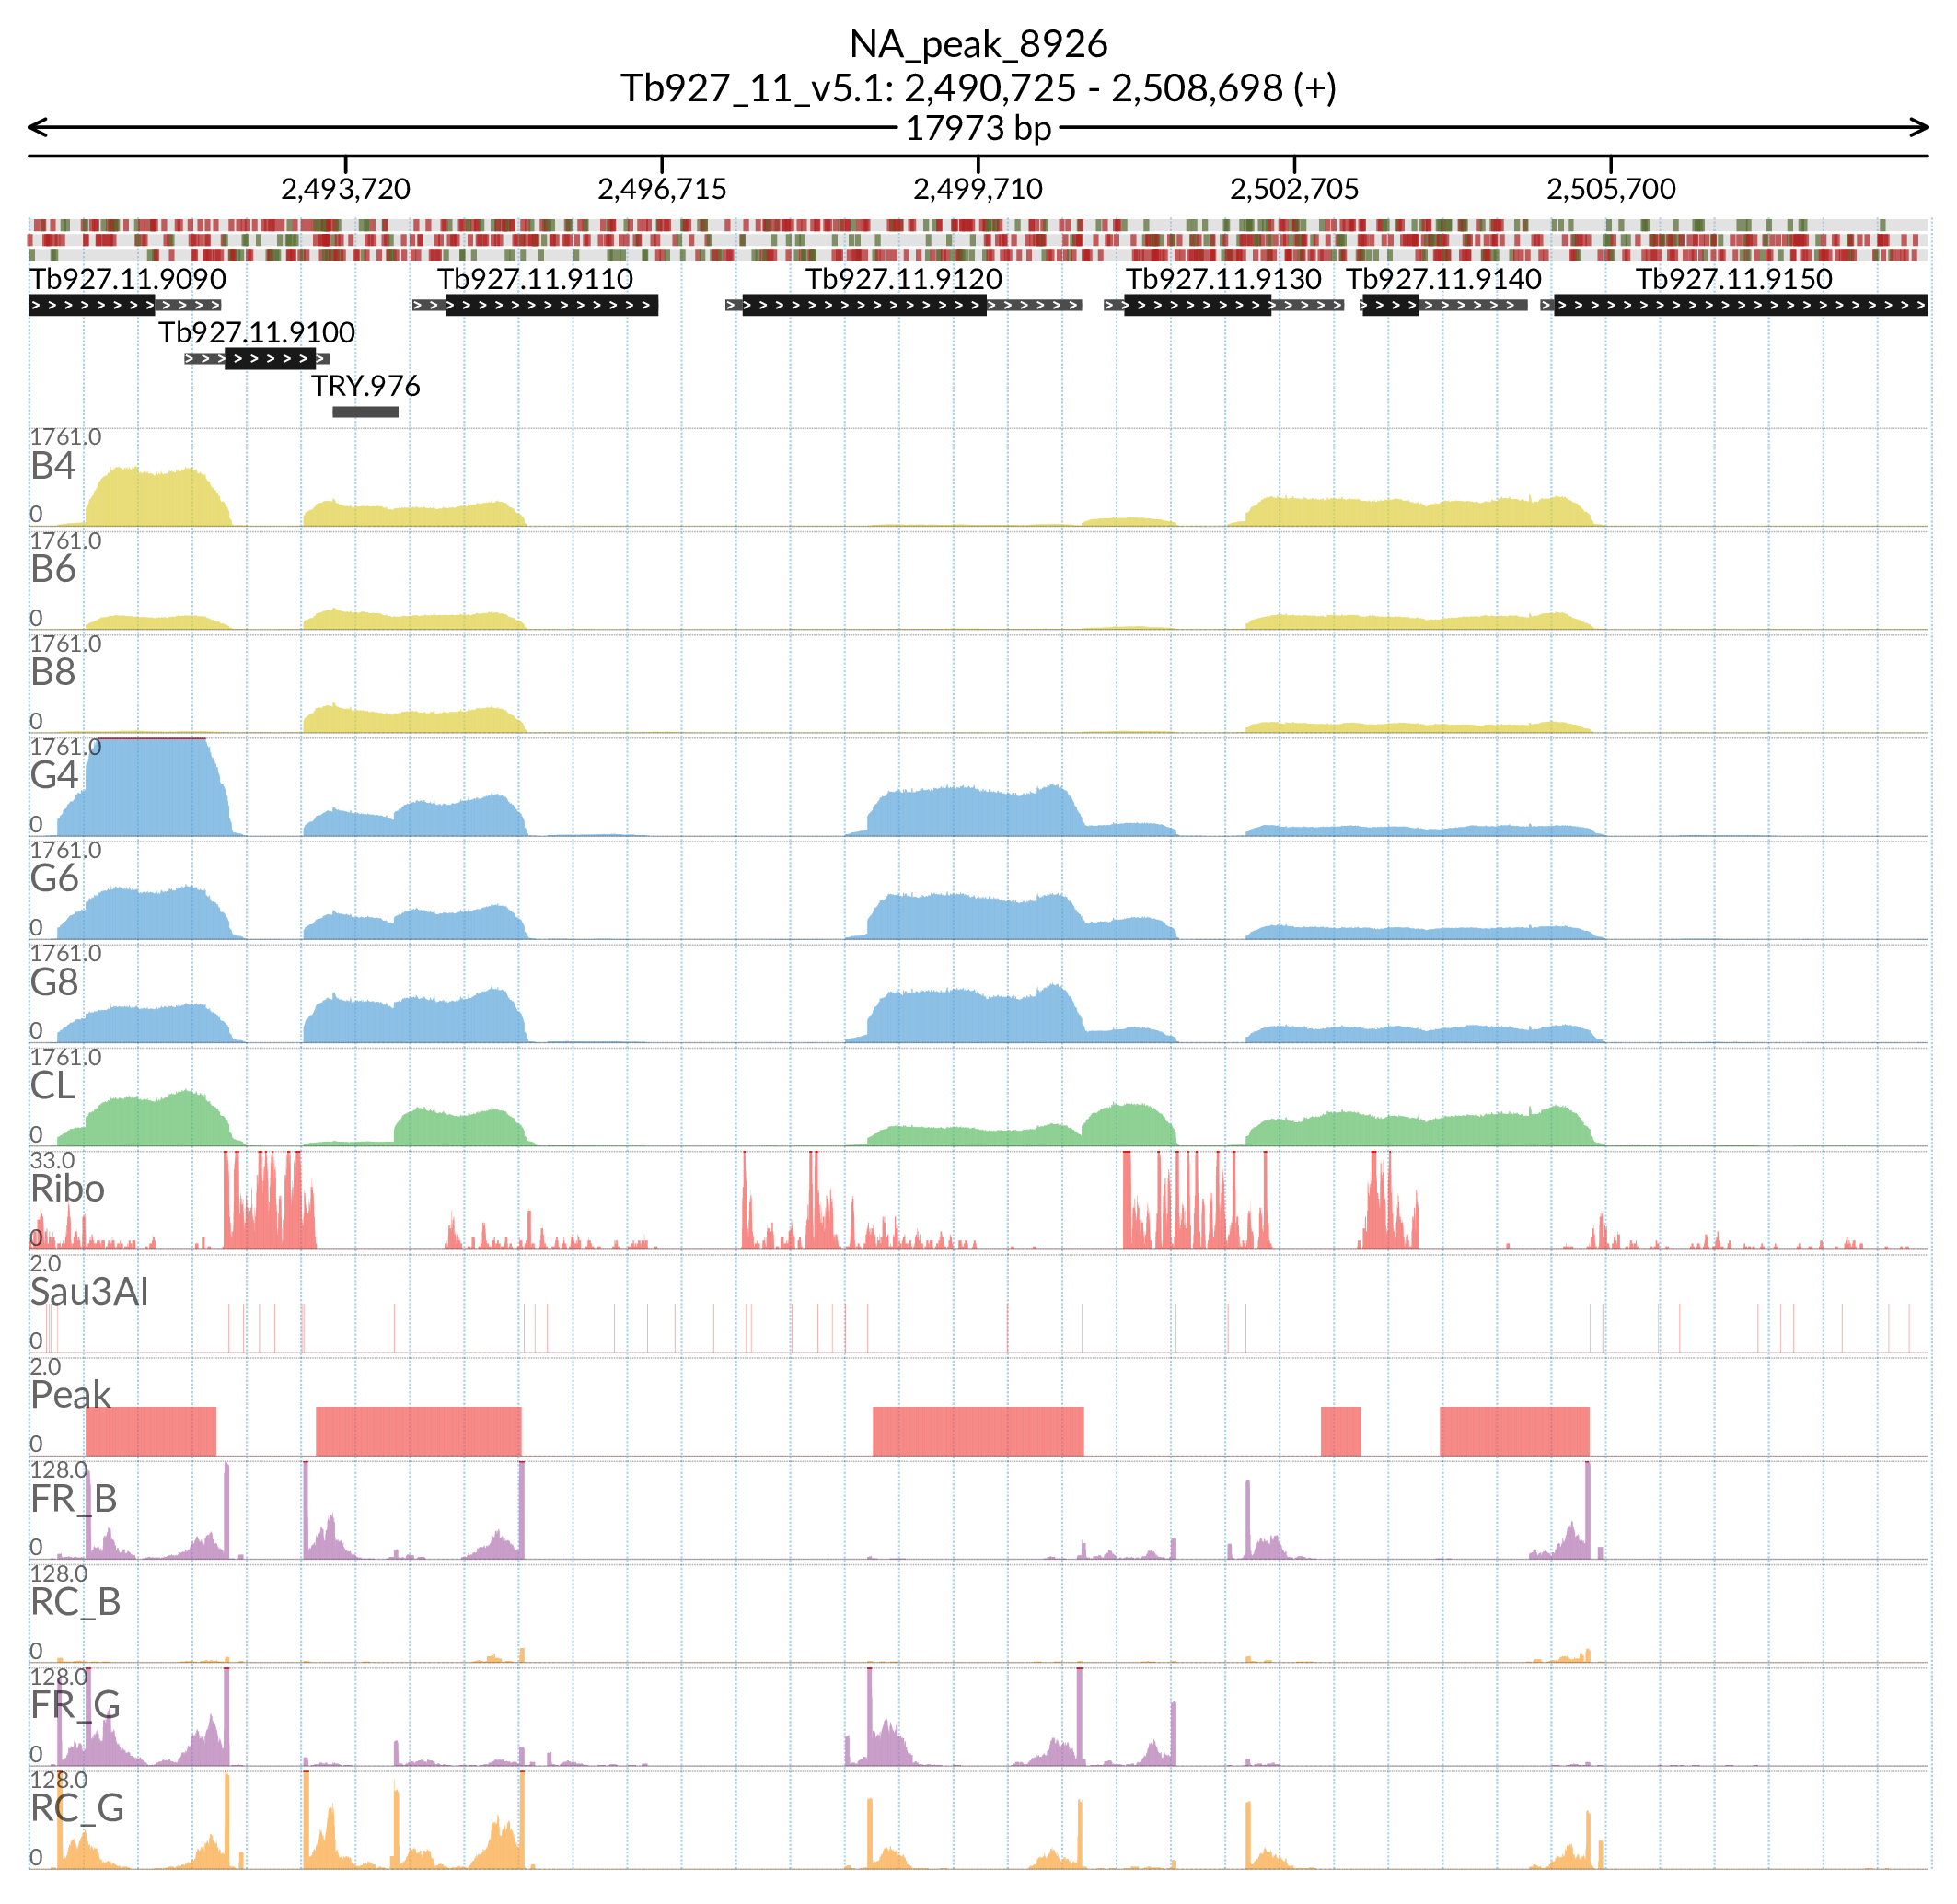 NA_peak_8926
Tb927_11_v5.1: 2,490,725 - 2,508,698 (+)
17973 bp
2,493,720 2,496,715 2,499,710 2,502,705 2,505,700
Tb927.11.9090 Tb927.11.9110 Tb927.11.9120 Tb927.11.9130 Tb927.11.9140 Tb927.11.9150
Tb927.11.9100
TRY.976
1761.0
B4
0
1761.0
B6
0
1761.0
B8
0
1761.0
G4
0
1761.0
G6
0
1761.0
G8
0
1761.0
CL
0
33.0
Ribo
0
2.0
Sau3AI
0
2.0
Peak
0
128.0
FR_B
0
128.0
RC_B
0
128.0
FR_G
0
128.0
RC_G
0